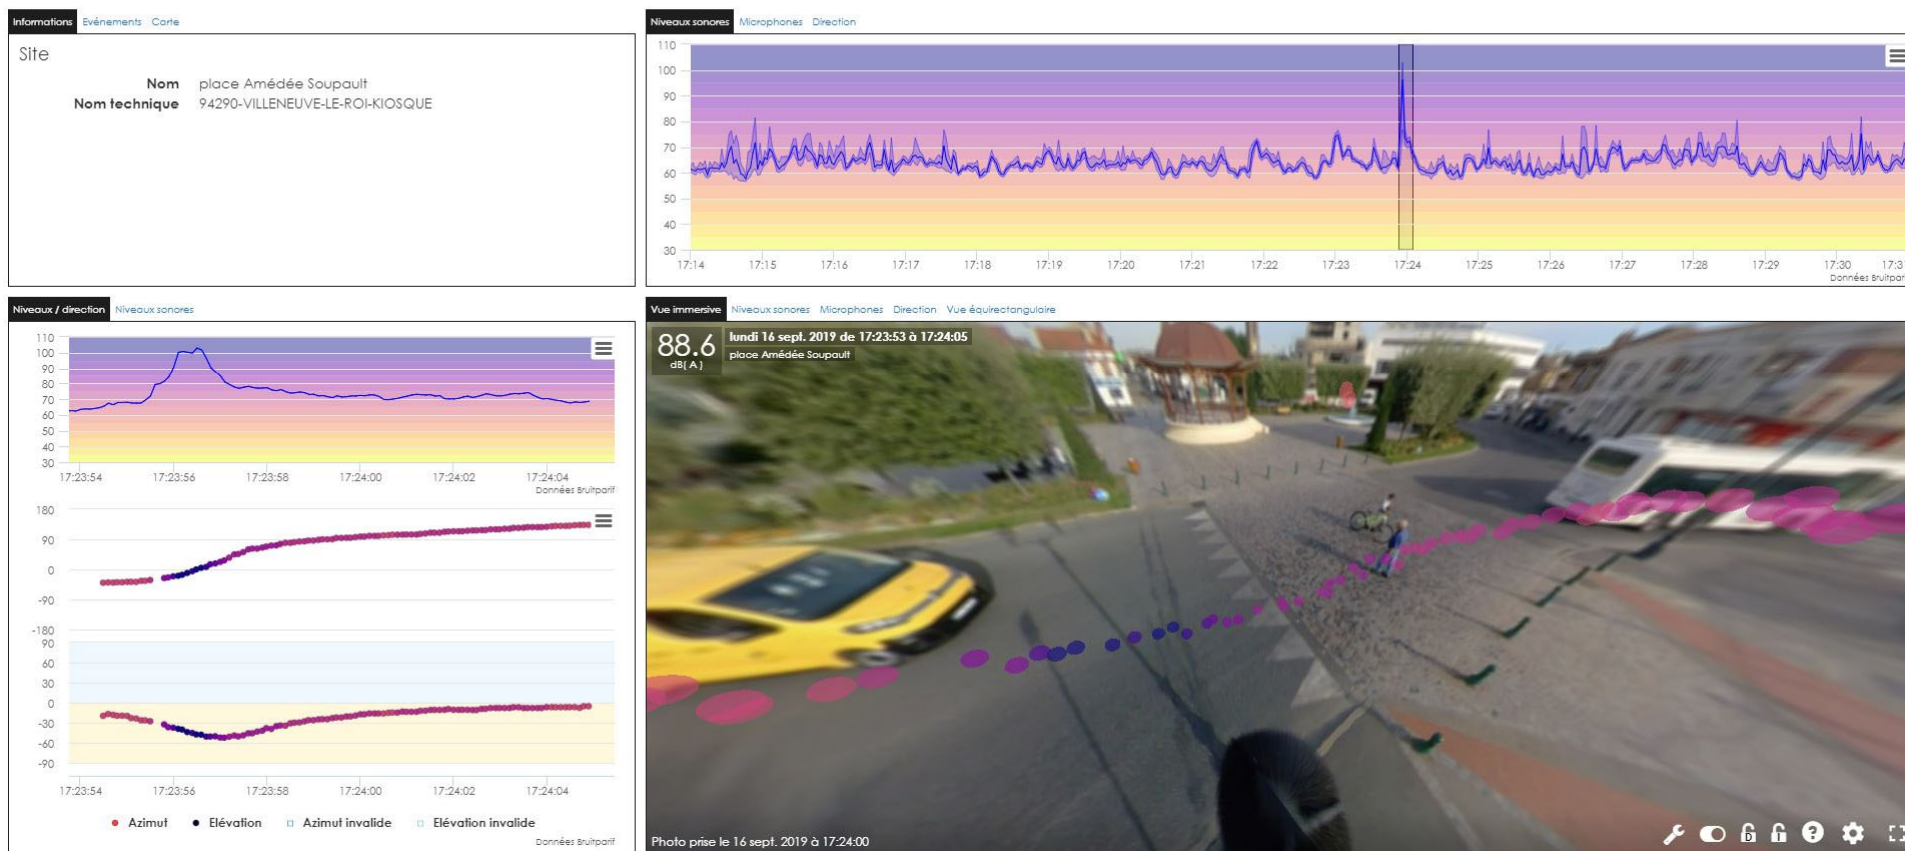 Informations Evénements Carte
Site
Nom place Amédée Soupault
Nom technique 94290-VILLENEUVE-LE-ROI-KIOSQUE
Niveaux sonores Microphones Direction
110
100
90
80
70
60
50
40
30
17:14 17:15 17:16 17:17 17:18 17:19 17:20 17:21 17:22 17:23 17:24 17:25 17:26 17:27 17:28 17:29 17:30
Données Bruitparif
Niveaux / direction Niveaux sonores
110
100
90
80
70
60
50
40
30
17:23:54 17:23:56 17:23:58 17:24:00 17:24:02 17:24:04
Données Bruitparif
180
90
0
-90
-180
90
60
30
0
-30
-60
-90
17:23:54 17:23:56 17:23:58 17:24:00 17:24:02 17:24:04
Azimut Elévation Azimut invalide Elévation invalide
Données Bruitparif
Vue immersive Niveaux sonores Microphones Direction Vue équirectangulaire
88.6
dB( A )
lundi 16 sept. 2019 de 17:23:53 à 17:24:05
place Amédée Soupault
Photo prise le 16 sept. 2019 à 17:24:00